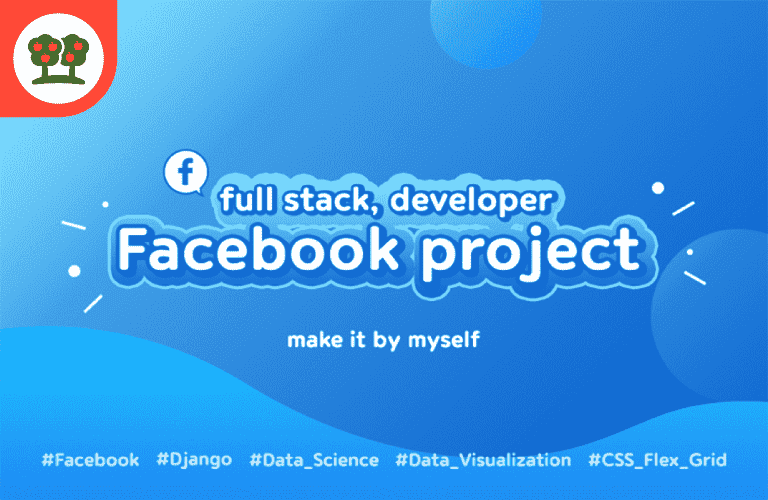 full stack, developer
Facebook project
make it by myself
#Facebook #Django #Data_Science #Data_Visualization #CSS_Flex_Grid